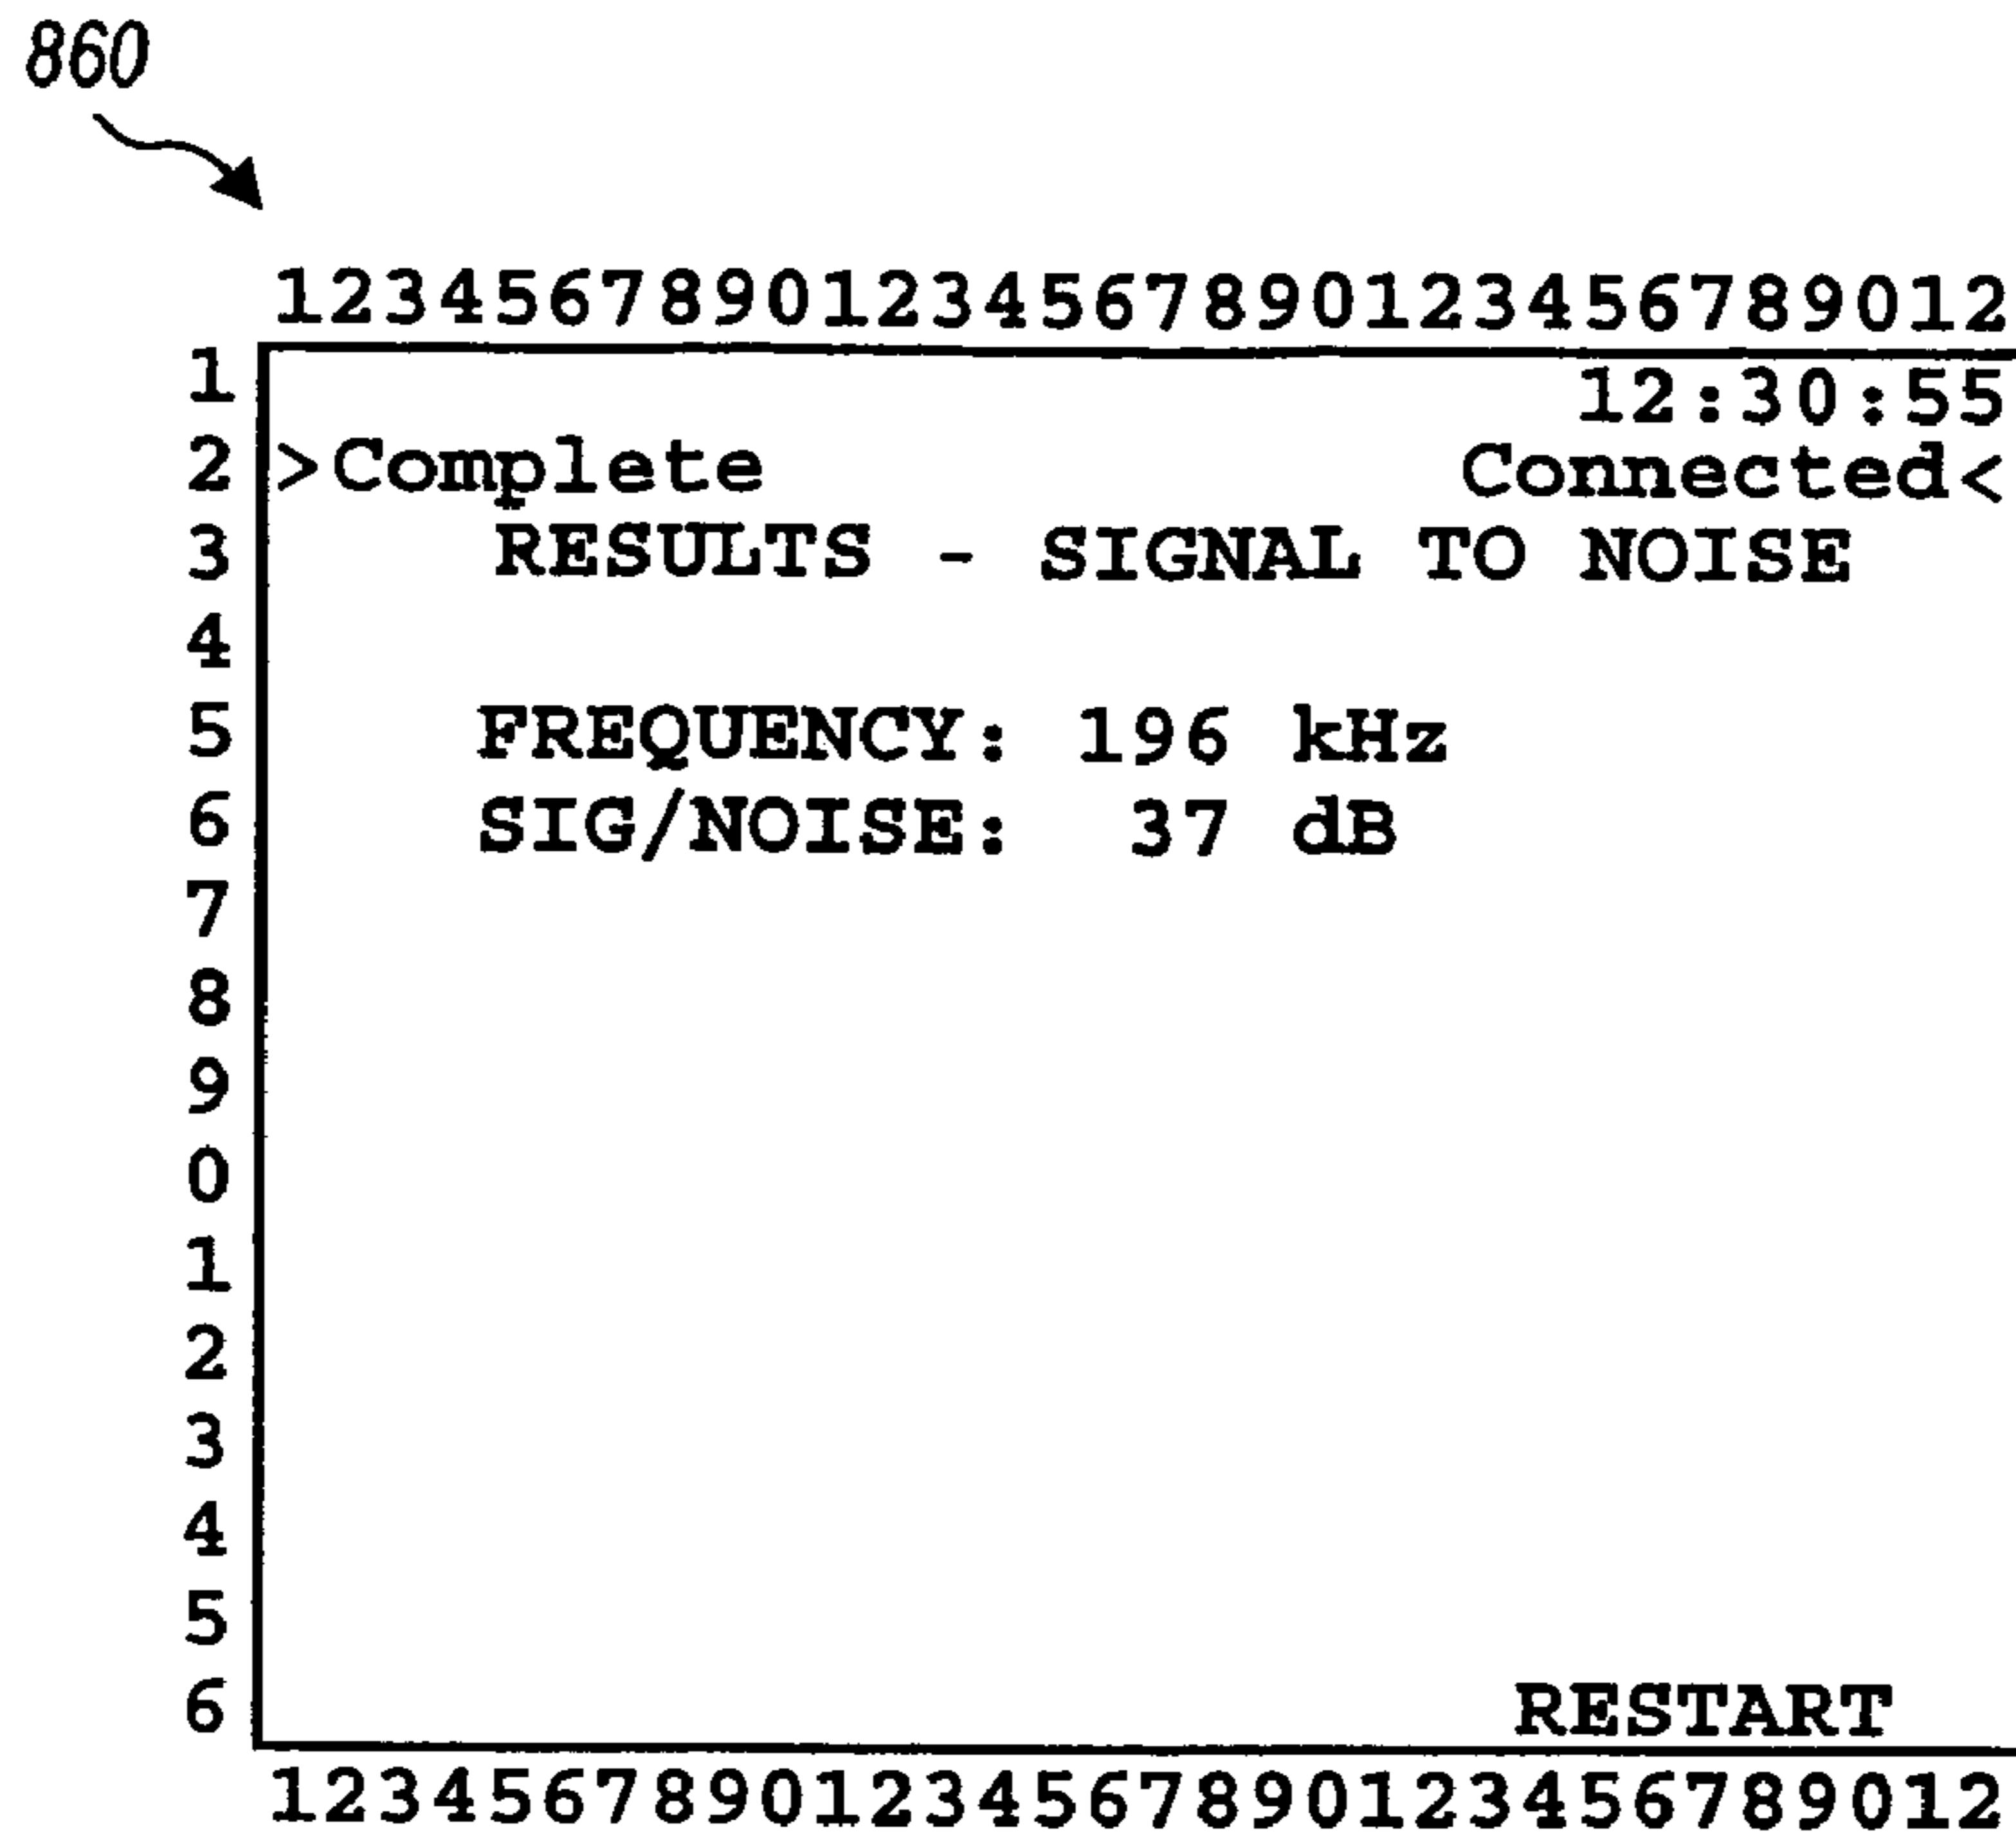 860
12345678901234567890123456789012
1 12:30:55
2 >Complete Connected<
3 RESULTS - SIGNAL TO NOISE
4
5 FREQUENCY: 196 kHz
6 SIG/NOISE: 37 dB
7
8
9
0
1
2
3
4
5
6 RESTART
12345678901234567890123456789012